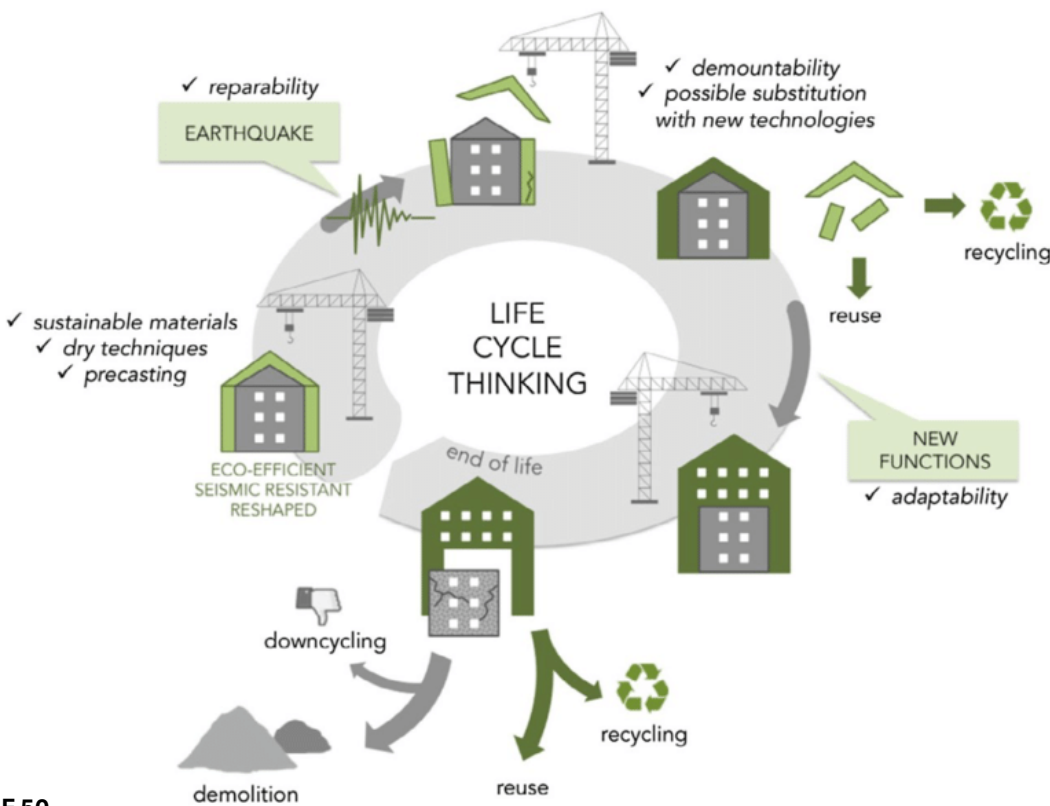 ✓ reparability
EARTHQUAKE
✓ demountability
✓ possible substitution
with new technologies
recycling
reuse
✓ sustainable materials
✓ dry techniques
✓ precasting
LIFE
CYCLE
THINKING
NEW
FUNCTIONS
✓ adaptability
ECO-EFFICIENT
SEISMIC RESISTANT
RESHAPED
end of life
downcycling
recycling
reuse
demolition